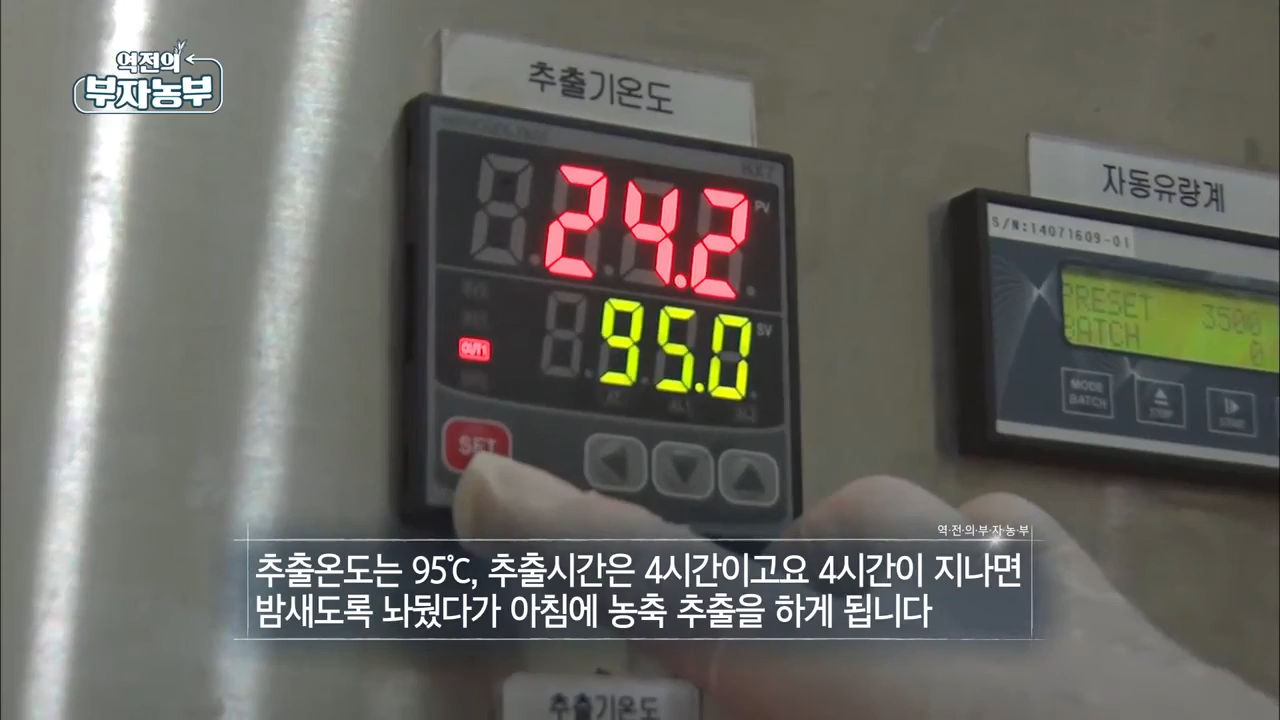 역전의
부자농부
추출기온도
HX7
24.2
PV
95.0
SV
OUT1
SET
자동유량계
S/N:14071609-01
PRESET 3500
BATCH 0
MODE
BATCH
STOP
START
역·전·의·부·자·농·부
추출온도는 95℃, 추출시간은 4시간이고요 4시간이 지나면
밤새도록 놔뒀다가 아침에 농축 추출을 하게 됩니다
추출기온도